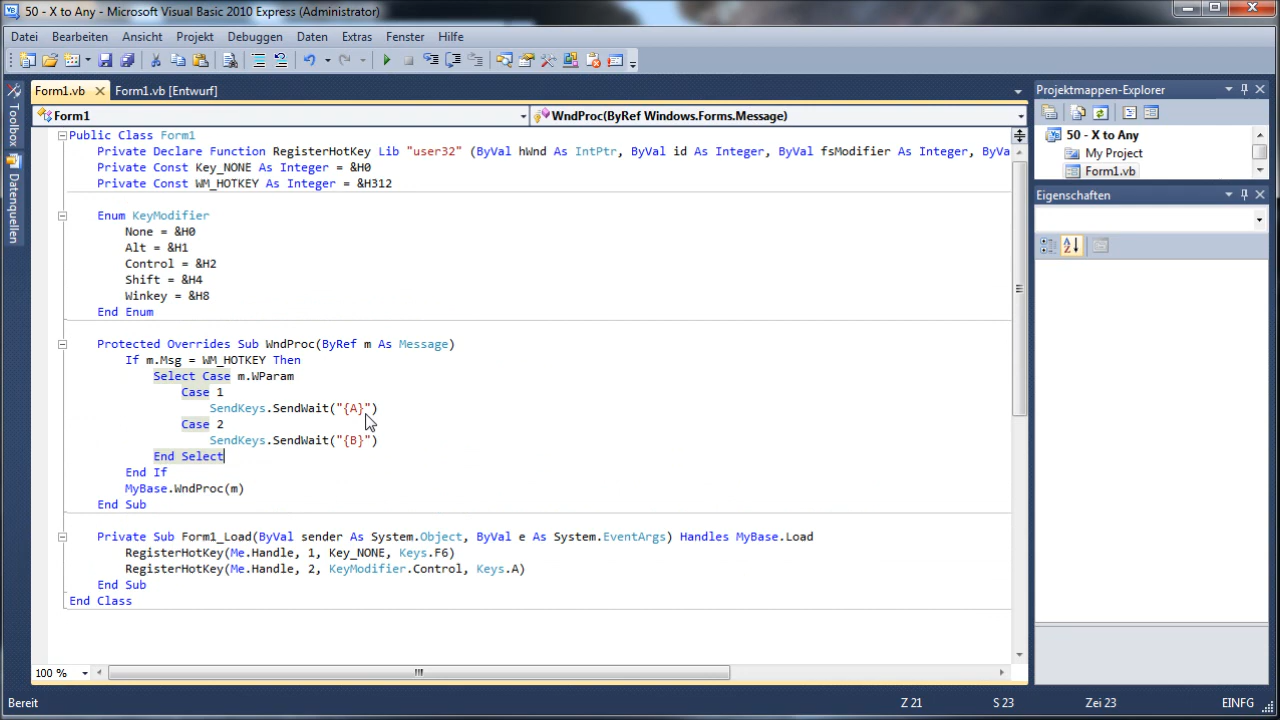 50 - X to Any (Administrator) - Microsoft Visual Basic 2010 Express (Administrator)
Datei Bearbeiten Ansicht Projekt Debuggen Daten Extras Fenster Hilfe
Form1.vb Form1.vb [Entwurf]
Form1 WndProc(ByRef Windows.Forms.Message)
Toolbox
Datenquellen
Public Class Form1
Private Declare Function RegisterHotKey Lib "user32" (ByVal hWnd As IntPtr, ByVal id As Integer, ByVal fsModifier As Integer, ByVa
Private Const Key_NONE As Integer = &H0
Private Const WM_HOTKEY As Integer = &H312
Enum KeyModifier
None = &H0
Alt = &H1
Control = &H2
Shift = &H4
Winkey = &H8
End Enum
Protected Overrides Sub WndProc(ByRef m As Message)
If m.Msg = WM_HOTKEY Then
Select Case m.WParam
Case 1
SendKeys.SendWait("{A}")
Case 2
SendKeys.SendWait("{B}")
End Select
End If
MyBase.WndProc(m)
End Sub
Private Sub Form1_Load(ByVal sender As System.Object, ByVal e As System.EventArgs) Handles MyBase.Load
RegisterHotKey(Me.Handle, 1, Key_NONE, Keys.F6)
RegisterHotKey(Me.Handle, 2, KeyModifier.Control, Keys.A)
End Sub
End Class
100 %
Projektmappen-Explorer
50 - X to Any
My Project
Form1.vb
Eigenschaften
Bereit Z 21 S 23 Zei 23 EINFG